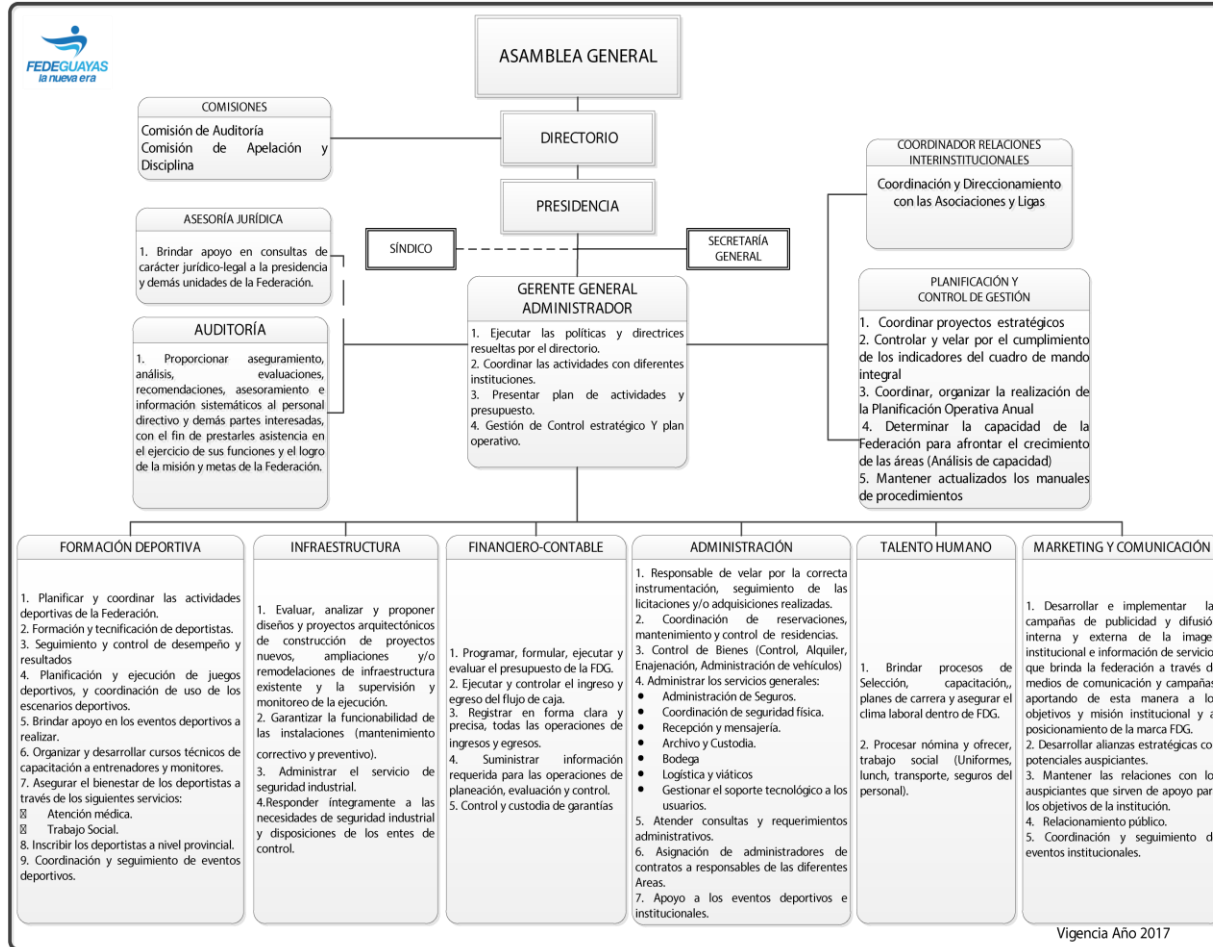 FEDEGUAYAS
la nueva era
ASAMBLEA GENERAL
DIRECTORIO
PRESIDENCIA
COMISIONES
Comisión de Auditoría
Comisión de Apelación y
Disciplina
ASESORÍA JURÍDICA
1. Brindar apoyo en consultas de
carácter jurídico-legal a la presidencia
y demás unidades de la Federación.
SÍNDICO
SECRETARÍA
GENERAL
COORDINADOR RELACIONES
INTERINSTITUCIONALES
Coordinación y Direccionamiento
con las Asociaciones y Ligas
AUDITORÍA
1. Proporcionar aseguramiento,
análisis, evaluaciones,
recomendaciones, asesoramiento e
información sistemáticos al personal
directivo y demás partes interesadas,
con el fin de prestarles asistencia en
el ejercicio de sus funciones y el logro
de la misión y metas de la Federación.
GERENTE GENERAL
ADMINISTRADOR
1. Ejecutar las políticas y directrices
resueltas por el directorio.
2. Coordinar las actividades con diferentes
instituciones.
3. Presentar plan de actividades y
presupuesto.
4. Gestión de Control estratégico Y plan
operativo.
PLANIFICACIÓN Y
CONTROL DE GESTIÓN
1. Coordinar proyectos estratégicos
2. Controlar y velar por el cumplimiento
de los indicadores del cuadro de mando
integral
3. Coordinar, organizar la realización de
la Planificación Operativa Anual
4. Determinar la capacidad de la
Federación para afrontar el crecimiento
de las áreas (Análisis de capacidad)
5. Mantener actualizados los manuales
de procedimientos
FORMACIÓN DEPORTIVA
1. Planificar y coordinar las actividades
deportivas de la Federación.
2. Formación y tecnificación de deportistas.
3. Seguimiento y control de desempeño y
resultados
4. Planificación y ejecución de juegos
deportivos, y coordinación de uso de los
escenarios deportivos.
5. Brindar apoyo en los eventos deportivos a
realizar.
6. Organizar y desarrollar cursos técnicos de
capacitación a entrenadores y monitores.
7. Asegurar el bienestar de los deportistas a
través de los siguientes servicios:
Atención médica.
Trabajo Social.
8. Inscribir los deportistas a nivel provincial.
9. Coordinación y seguimiento de eventos
deportivos.
INFRAESTRUCTURA
1. Evaluar, analizar y proponer
diseños y proyectos arquitectónicos
de construcción de proyectos
nuevos, ampliaciones y/o
remodelaciones de infraestructura
existente y la supervisión y
monitoreo de la ejecución.
2. Garantizar la funcionabilidad de
las instalaciones (mantenimiento
correctivo y preventivo).
3. Administrar el servicio de
seguridad industrial.
4.Responder íntegramente a las
necesidades de seguridad industrial
y disposiciones de los entes de
control.
FINANCIERO-CONTABLE
1. Programar, formular, ejecutar y
evaluar el presupuesto de la FDG.
2. Ejecutar y controlar el ingreso y
egreso del flujo de caja.
3. Registrar en forma clara y
precisa, todas las operaciones de
ingresos y egresos.
4. Suministrar información
requerida para las operaciones de
planeación, evaluación y control.
5. Control y custodia de garantías
ADMINISTRACIÓN
1. Responsable de velar por la correcta
instrumentación, seguimiento de las
licitaciones y/o adquisiciones realizadas.
2. Coordinación de reservaciones,
mantenimiento y control de residencias.
3. Control de Bienes (Control, Alquiler,
Enajenación, Administración de vehículos)
4. Administrar los servicios generales:
● Administración de Seguros.
● Coordinación de seguridad física.
● Recepción y mensajería.
● Archivo y Custodia.
● Bodega
● Logística y viáticos
● Gestionar el soporte tecnológico a los
usuarios.
5. Atender consultas y requerimientos
administrativos.
6. Asignación de administradores de
contratos a responsables de las diferentes
Areas.
7. Apoyo a los eventos deportivos e
institucionales.
TALENTO HUMANO
1. Brindar procesos de
Selección, capacitación,,
planes de carrera y asegurar el
clima laboral dentro de FDG.
2. Procesar nómina y ofrecer,
trabajo social (Uniformes,
lunch, transporte, seguros del
personal).
MARKETING Y COMUNICACIÓN
1. Desarrollar e implementar la
campañas de publicidad y difusió
interna y externa de la image
institucional e información de servicio
que brinda la federación a través d
medios de comunicación y campañas
aportando de esta manera a lo
objetivos y misión institucional y a
posicionamiento de la marca FDG.
2. Desarrollar alianzas estratégicas co
potenciales auspiciantes.
3. Mantener las relaciones con lo
auspiciantes que sirven de apoyo par
los objetivos de la institución.
4. Relacionamiento público.
5. Coordinación y seguimiento d
eventos institucionales.
Vigencia Año 2017